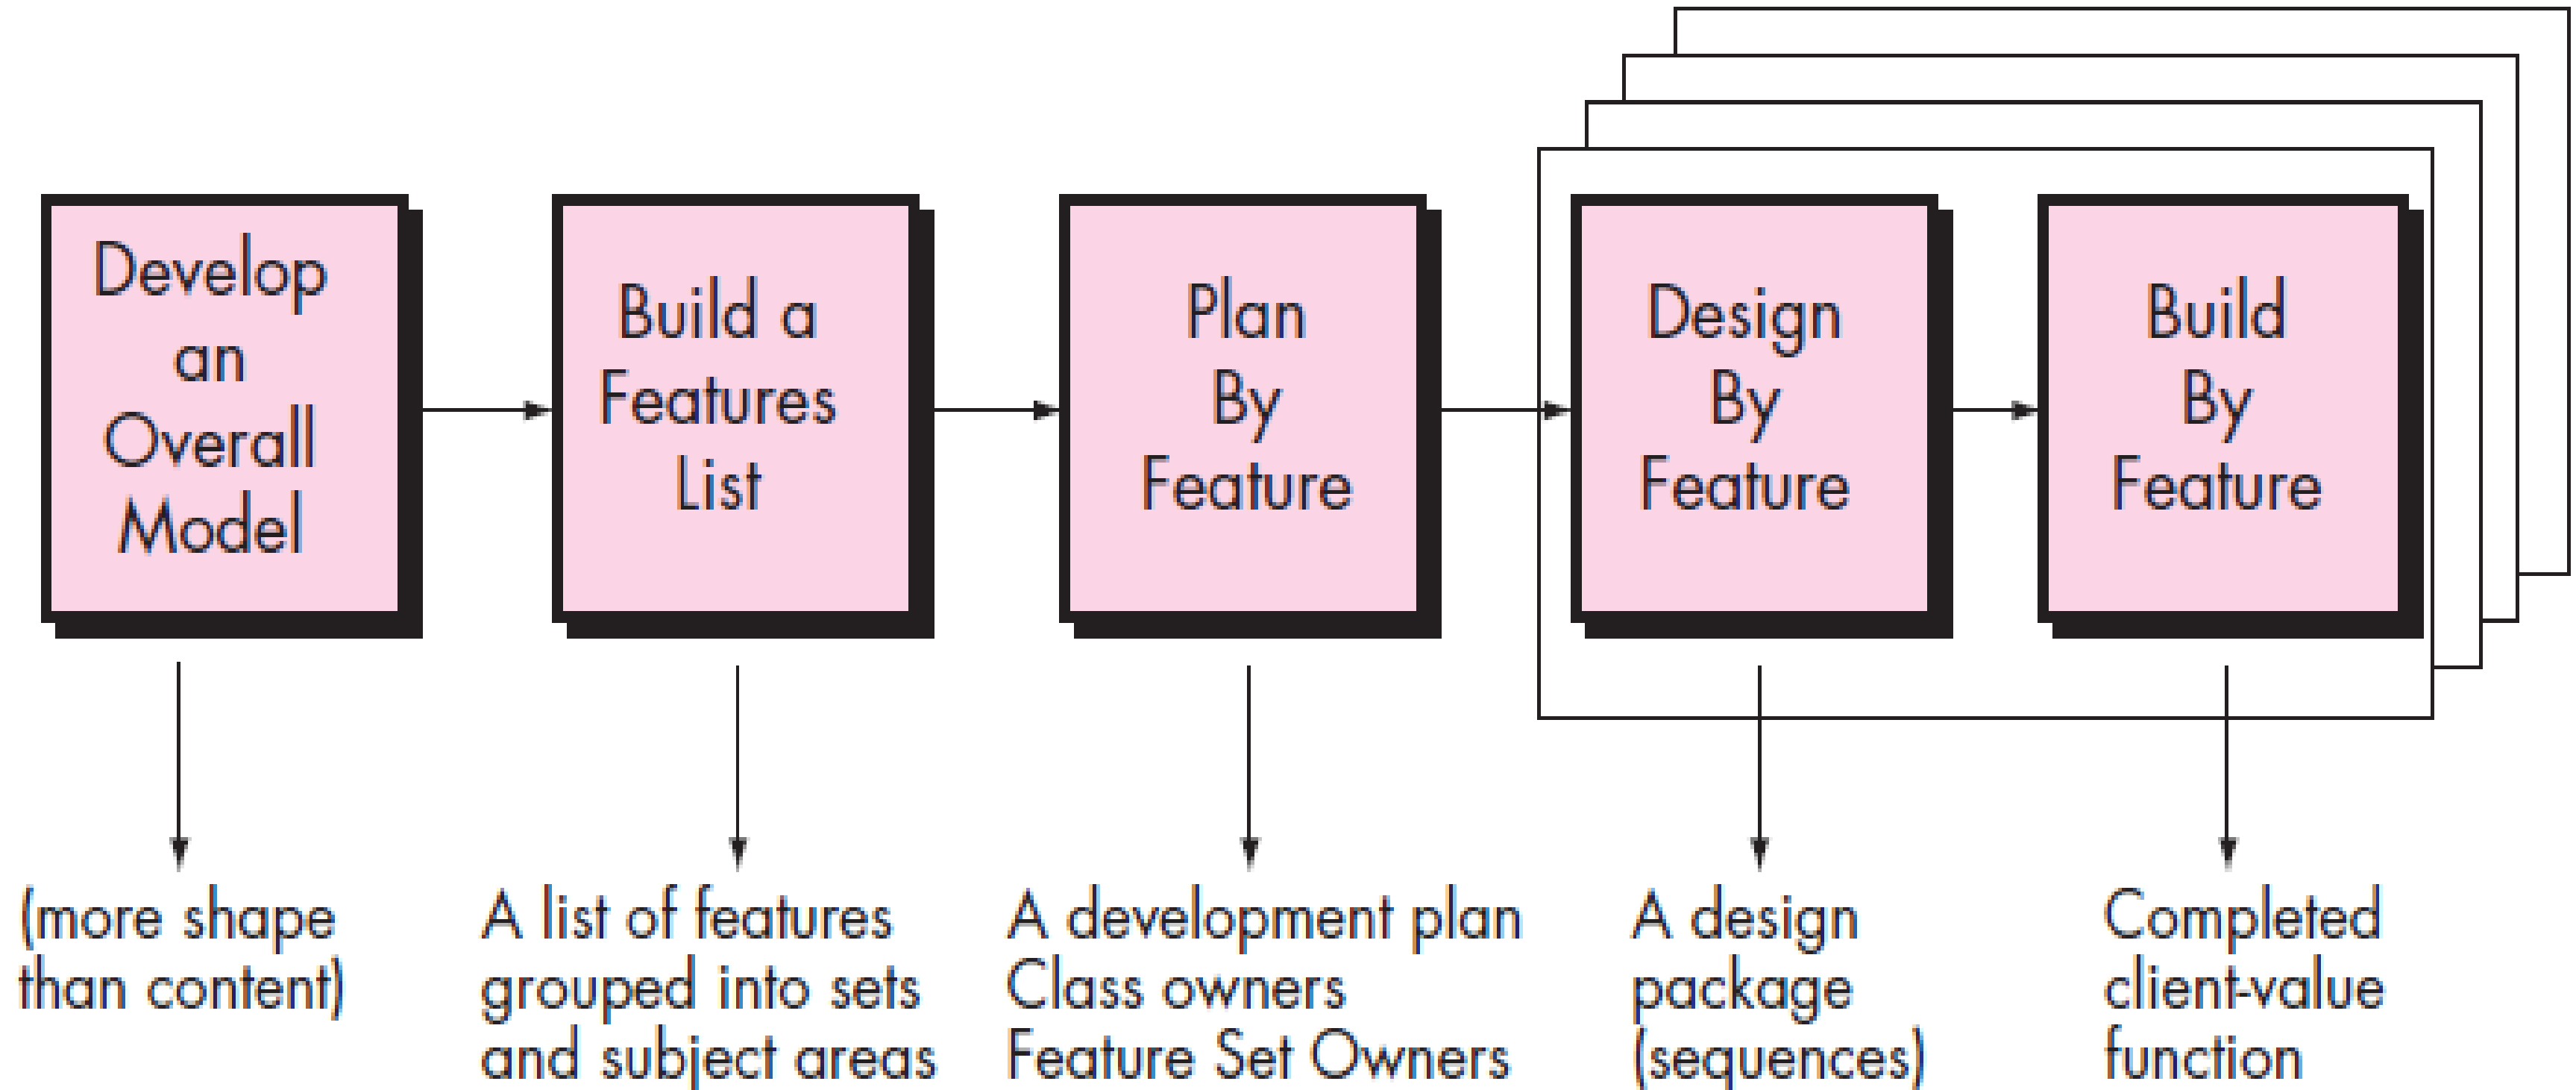 Develop
an
Overall
Model
Build a
Features
List
Plan
By
Feature
Design
By
Feature
Build
By
Feature
(more shape
than content)
A list of features
grouped into sets
and subject areas
A development plan
Class owners
Feature Set Owners
A design
package
(sequences)
Completed
client-value
function